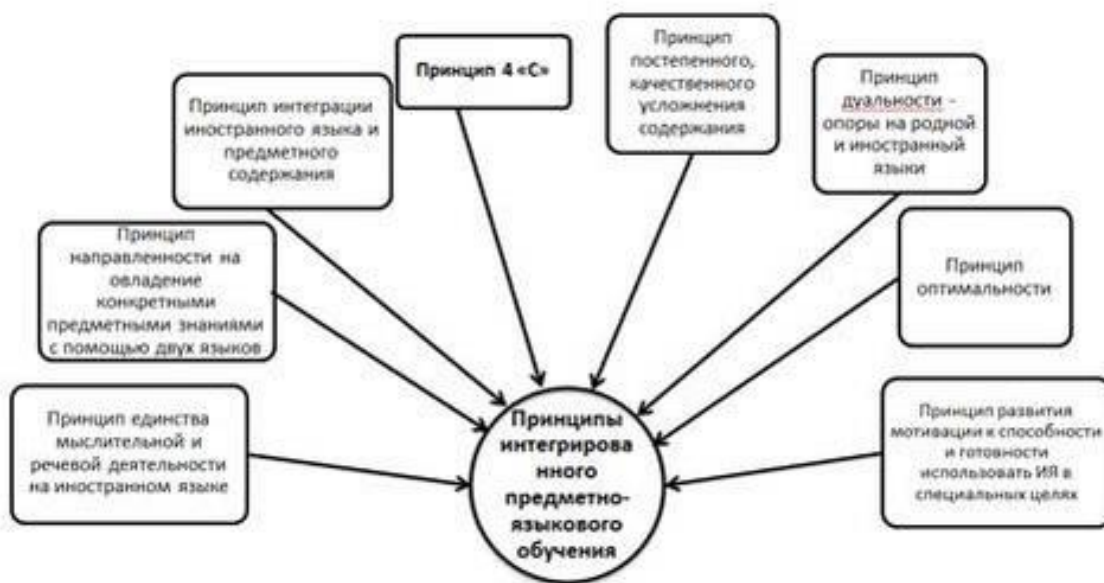 Принцип 4 «С»
Принцип
постепенного,
качественного
усложнения
содержания
Принцип
дуальности -
опоры на родной
и иностранный
языки
Принцип интеграции
иностранного языка и
предметного
содержания
Принцип
направленности на
овладение
конкретными
предметными знаниями
с помощью двух языков
Принцип
оптимальности
Принцип единства
мыслительной и
речевой деятельности
на иностранном языке
Принципы
интегрирова
нного
предметно-
языкового
обучения
Принцип развития
мотивации к способности
и готовности
использовать ИЯ в
специальных целях